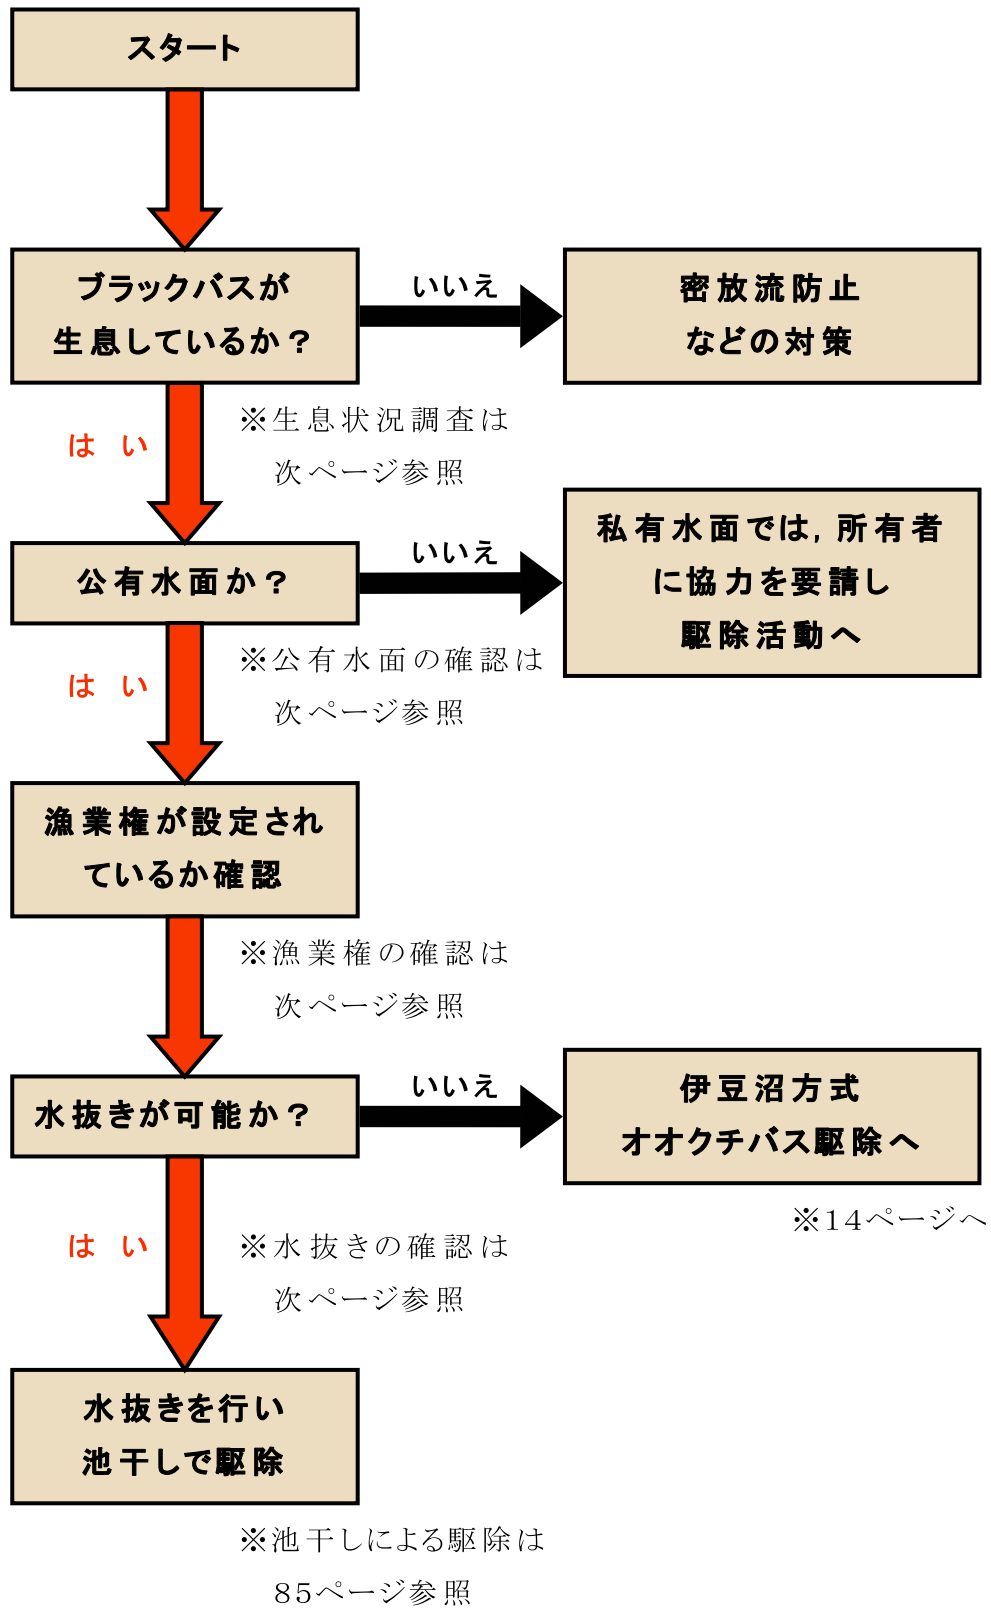 スタート
ブラックバスが
生息しているか？
いいえ
密放流防止
などの対策
はい
※生息状況調査は
次ページ参照
公有水面か？
いいえ
私有水面では，所有者
に協力を要請し
駆除活動へ
はい
※公有水面の確認は
次ページ参照
漁業権が設定され
ているか確認
※漁業権の確認は
次ページ参照
水抜きが可能か？
いいえ
伊豆沼方式
オオクチバス駆除へ
※14ページへ
はい
※水抜きの確認は
次ページ参照
水抜きを行い
池干しで駆除
※池干しによる駆除は
85ページ参照